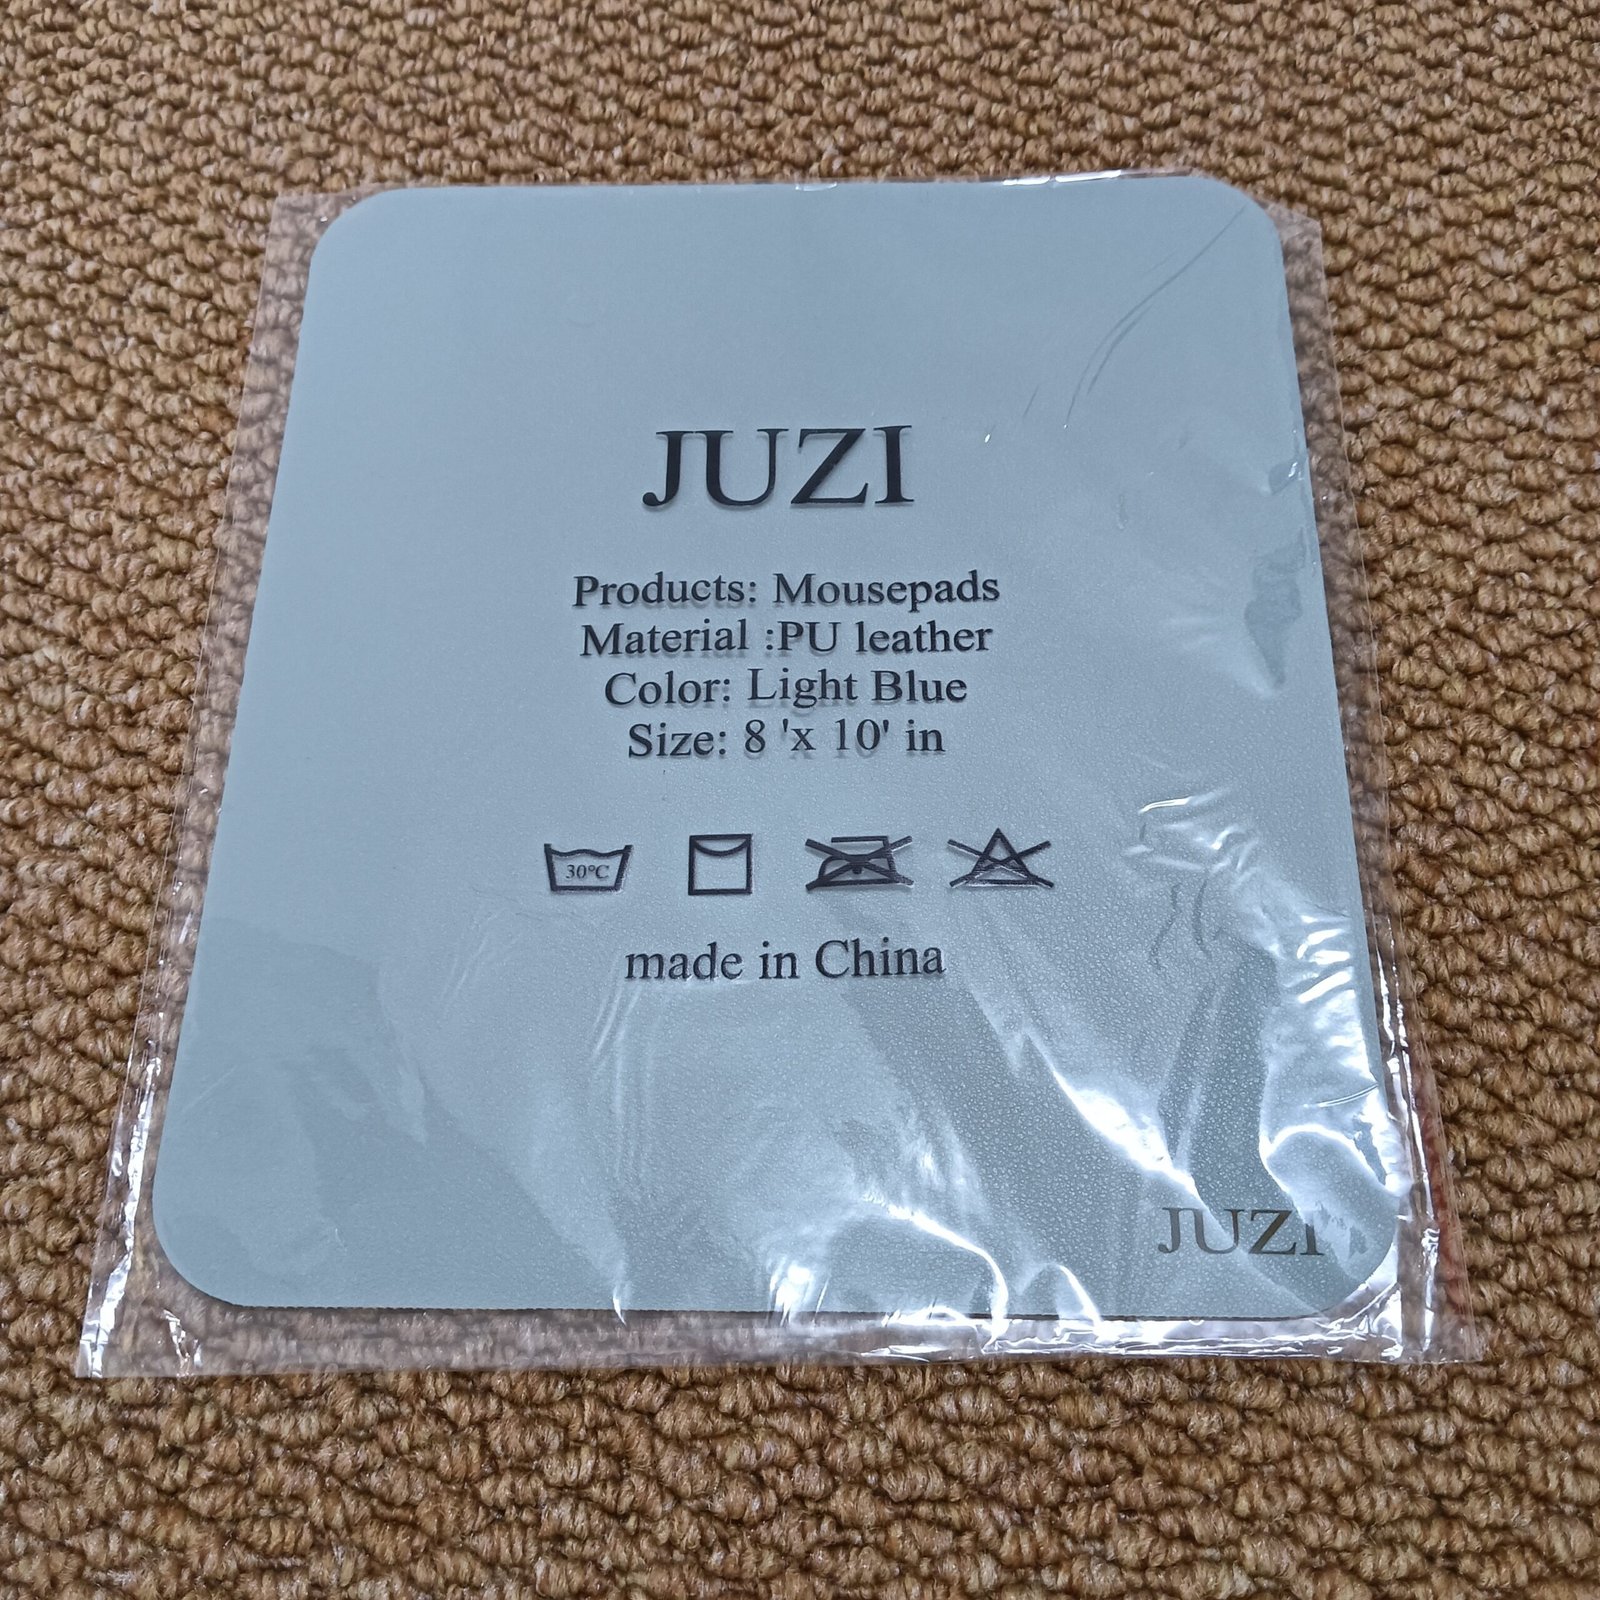 JUZI
Products: Mousepads
Material :PU leather
Color: Light Blue
Size: 8 'x 10' in
30°C
made in China
JUZI